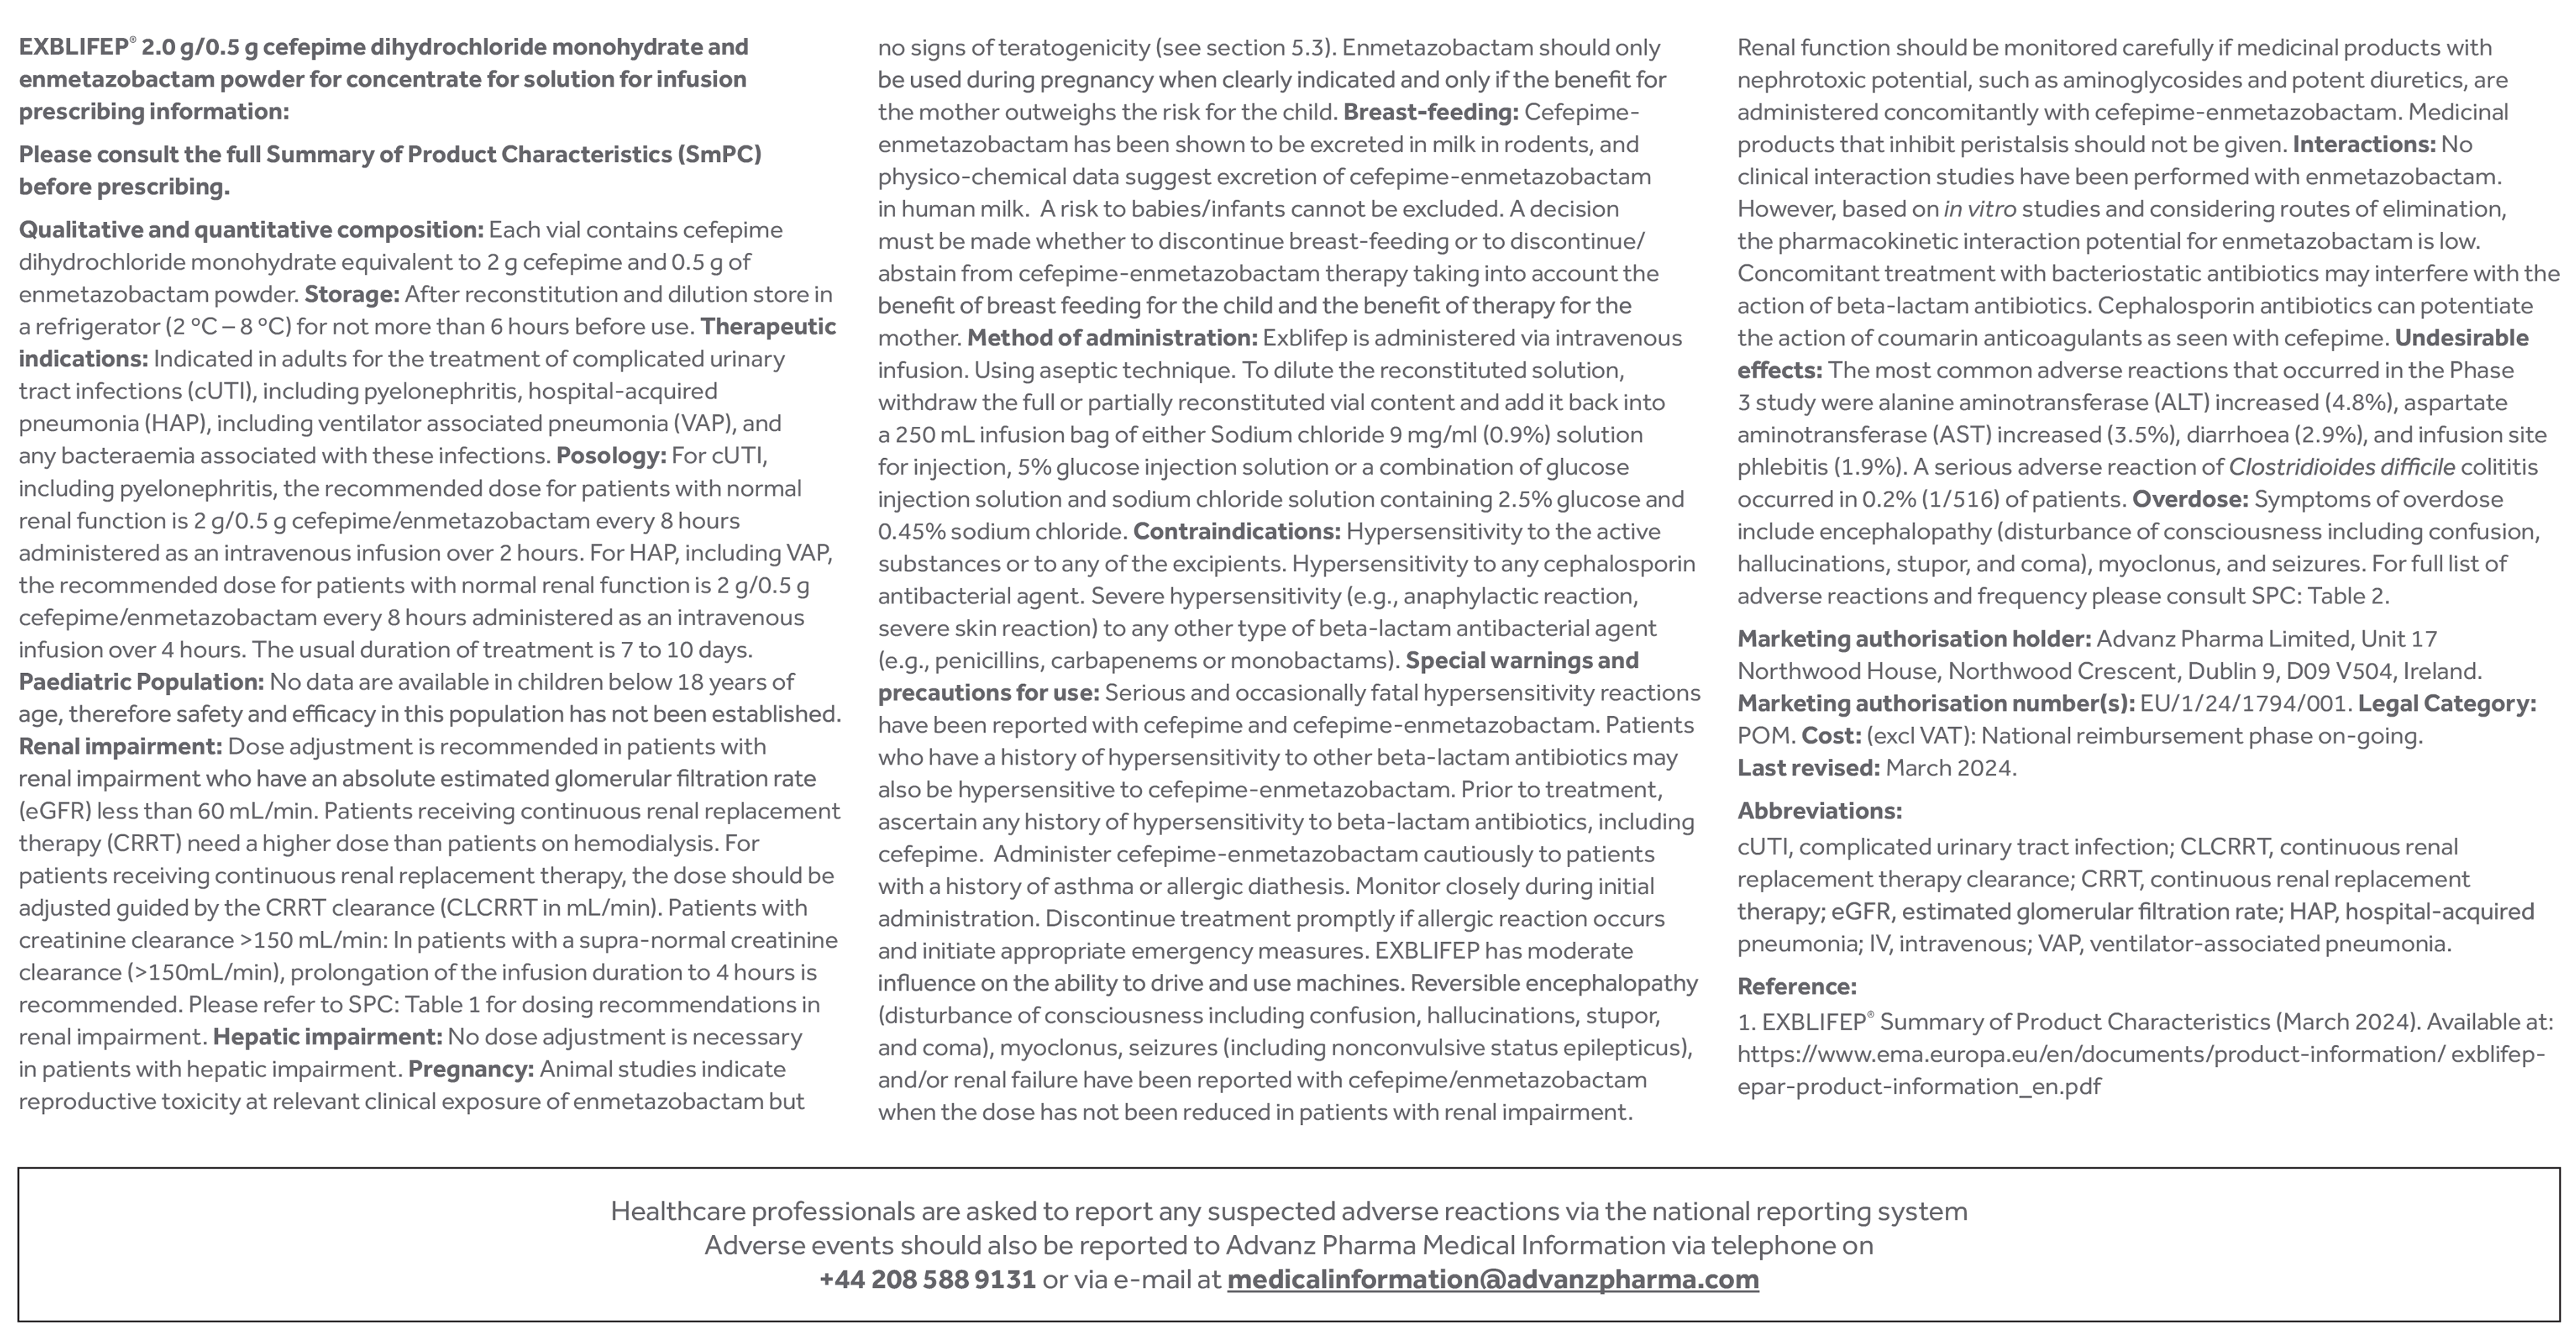 EXBLIFEP® 2.0 g/0.5 g cefepime dihydrochloride monohydrate and
enmetazobactam powder for concentrate for solution for infusion
prescribing information:
Please consult the full Summary of Product Characteristics (SmPC)
before prescribing.
Qualitative and quantitative composition: Each vial contains cefepime
dihydrochloride monohydrate equivalent to 2 g cefepime and 0.5 g of
enmetazobactam powder. Storage: After reconstitution and dilution store in
a refrigerator (2 ºC – 8 ºC) for not more than 6 hours before use. Therapeutic
indications: Indicated in adults for the treatment of complicated urinary
tract infections (cUTI), including pyelonephritis, hospital-acquired
pneumonia (HAP), including ventilator associated pneumonia (VAP), and
any bacteraemia associated with these infections. Posology: For cUTI,
including pyelonephritis, the recommended dose for patients with normal
renal function is 2 g/0.5 g cefepime/enmetazobactam every 8 hours
administered as an intravenous infusion over 2 hours. For HAP, including VAP,
the recommended dose for patients with normal renal function is 2 g/0.5 g
cefepime/enmetazobactam every 8 hours administered as an intravenous
infusion over 4 hours. The usual duration of treatment is 7 to 10 days.
Paediatric Population: No data are available in children below 18 years of
age, therefore safety and efficacy in this population has not been established.
Renal impairment: Dose adjustment is recommended in patients with
renal impairment who have an absolute estimated glomerular filtration rate
(eGFR) less than 60 mL/min. Patients receiving continuous renal replacement
therapy (CRRT) need a higher dose than patients on hemodialysis. For
patients receiving continuous renal replacement therapy, the dose should be
adjusted guided by the CRRT clearance (CLCRRT in mL/min). Patients with
creatinine clearance >150 mL/min: In patients with a supra-normal creatinine
clearance (>150mL/min), prolongation of the infusion duration to 4 hours is
recommended. Please refer to SPC: Table 1 for dosing recommendations in
renal impairment. Hepatic impairment: No dose adjustment is necessary
in patients with hepatic impairment. Pregnancy: Animal studies indicate
reproductive toxicity at relevant clinical exposure of enmetazobactam but
no signs of teratogenicity (see section 5.3). Enmetazobactam should only
be used during pregnancy when clearly indicated and only if the benefit for
the mother outweighs the risk for the child. Breast-feeding: Cefepime-
enmetazobactam has been shown to be excreted in milk in rodents, and
physico-chemical data suggest excretion of cefepime-enmetazobactam
in human milk.  A risk to babies/infants cannot be excluded. A decision
must be made whether to discontinue breast-feeding or to discontinue/
abstain from cefepime-enmetazobactam therapy taking into account the
benefit of breast feeding for the child and the benefit of therapy for the
mother. Method of administration: Exblifep is administered via intravenous
infusion. Using aseptic technique. To dilute the reconstituted solution,
withdraw the full or partially reconstituted vial content and add it back into
a 250 mL infusion bag of either Sodium chloride 9 mg/ml (0.9%) solution
for injection, 5% glucose injection solution or a combination of glucose
injection solution and sodium chloride solution containing 2.5% glucose and
0.45% sodium chloride. Contraindications: Hypersensitivity to the active
substances or to any of the excipients. Hypersensitivity to any cephalosporin
antibacterial agent. Severe hypersensitivity (e.g., anaphylactic reaction,
severe skin reaction) to any other type of beta-lactam antibacterial agent
(e.g., penicillins, carbapenems or monobactams). Special warnings and
precautions for use: Serious and occasionally fatal hypersensitivity reactions
have been reported with cefepime and cefepime-enmetazobactam. Patients
who have a history of hypersensitivity to other beta-lactam antibiotics may
also be hypersensitive to cefepime-enmetazobactam. Prior to treatment,
ascertain any history of hypersensitivity to beta-lactam antibiotics, including
cefepime.  Administer cefepime-enmetazobactam cautiously to patients
with a history of asthma or allergic diathesis. Monitor closely during initial
administration. Discontinue treatment promptly if allergic reaction occurs
and initiate appropriate emergency measures. EXBLIFEP has moderate
influence on the ability to drive and use machines. Reversible encephalopathy
(disturbance of consciousness including confusion, hallucinations, stupor,
and coma), myoclonus, seizures (including nonconvulsive status epilepticus),
and/or renal failure have been reported with cefepime/enmetazobactam
when the dose has not been reduced in patients with renal impairment.
Renal function should be monitored carefully if medicinal products with
nephrotoxic potential, such as aminoglycosides and potent diuretics, are
administered concomitantly with cefepime-enmetazobactam. Medicinal
products that inhibit peristalsis should not be given. Interactions: No
clinical interaction studies have been performed with enmetazobactam.
However, based on in vitro studies and considering routes of elimination,
the pharmacokinetic interaction potential for enmetazobactam is low.
Concomitant treatment with bacteriostatic antibiotics may interfere with the
action of beta-lactam antibiotics. Cephalosporin antibiotics can potentiate
the action of coumarin anticoagulants as seen with cefepime. Undesirable
effects: The most common adverse reactions that occurred in the Phase
3 study were alanine aminotransferase (ALT) increased (4.8%), aspartate
aminotransferase (AST) increased (3.5%), diarrhoea (2.9%), and infusion site
phlebitis (1.9%). A serious adverse reaction of Clostridioides difficile colititis
occurred in 0.2% (1/516) of patients. Overdose: Symptoms of overdose
include encephalopathy (disturbance of consciousness including confusion,
hallucinations, stupor, and coma), myoclonus, and seizures. For full list of
adverse reactions and frequency please consult SPC: Table 2.
Marketing authorisation holder: Advanz Pharma Limited, Unit 17
Northwood House, Northwood Crescent, Dublin 9, D09 V504, Ireland.
Marketing authorisation number(s): EU/1/24/1794/001. Legal Category:
POM. Cost: (excl VAT): National reimbursement phase on-going.
Last revised: March 2024.
Abbreviations:
cUTI, complicated urinary tract infection; CLCRRT, continuous renal
replacement therapy clearance; CRRT, continuous renal replacement
therapy; eGFR, estimated glomerular filtration rate; HAP, hospital-acquired
pneumonia; IV, intravenous; VAP, ventilator-associated pneumonia.
Reference:
1. EXBLIFEP® Summary of Product Characteristics (March 2024). Available at:
https://www.ema.europa.eu/en/documents/product-information/ exblifep-
epar-product-information_en.pdf
Healthcare professionals are asked to report any suspected adverse reactions via the national reporting system
Adverse events should also be reported to Advanz Pharma Medical Information via telephone on
+44 208 588 9131 or via e-mail at medicalinformation@advanzpharma.com